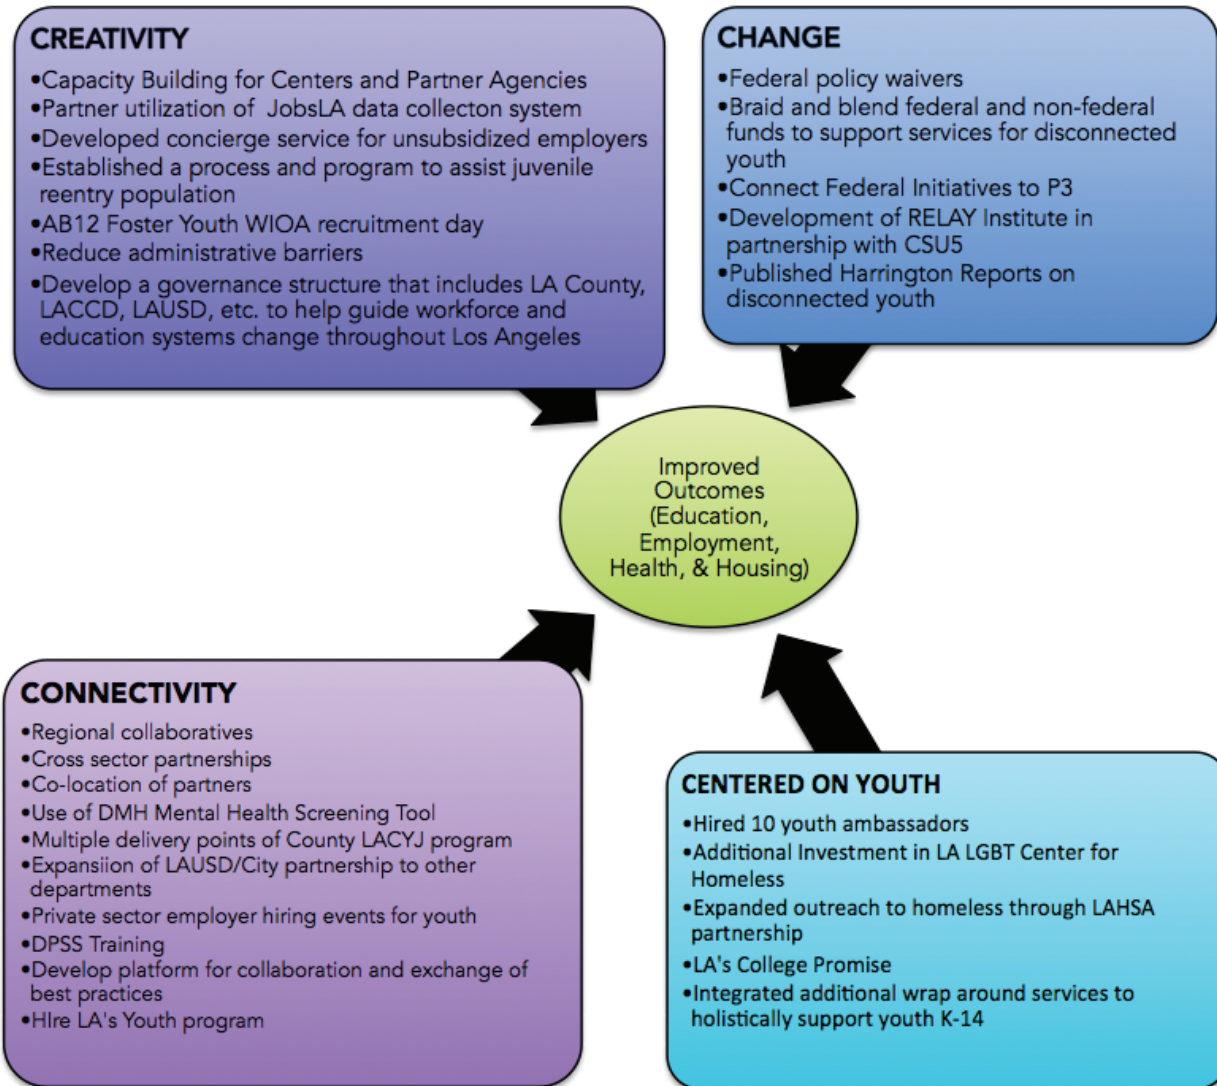 CREATIVITY
•Capacity Building for Centers and Partner Agencies
•Partner utilization of JobsLA data collecton system
•Developed concierge service for unsubsidized employers
•Established a process and program to assist juvenile
reentry population
•AB12 Foster Youth WIOA recruitment day
•Reduce administrative barriers
•Develop a governance structure that includes LA County,
LACCD, LAUSD, etc. to help guide workforce and
education systems change throughout Los Angeles
CHANGE
•Federal policy waivers
•Braid and blend federal and non-federal
funds to support services for disconnected
youth
•Connect Federal Initiatives to P3
•Development of RELAY Institute in
partnership with CSU5
•Published Harrington Reports on
disconnected youth
Improved
Outcomes
(Education,
Employment,
Health, & Housing)
CONNECTIVITY
•Regional collaboratives
•Cross sector partnerships
•Co-location of partners
•Use of DMH Mental Health Screening Tool
•Multiple delivery points of County LACYJ program
•Expansiion of LAUSD/City partnership to other
departments
•Private sector employer hiring events for youth
•DPSS Training
•Develop platform for collaboration and exchange of
best practices
•HIre LA's Youth program
CENTERED ON YOUTH
•Hired 10 youth ambassadors
•Additional Investment in LA LGBT Center for
Homeless
•Expanded outreach to homeless through LAHSA
partnership
•LA's College Promise
•Integrated additional wrap around services to
holistically support youth K-14